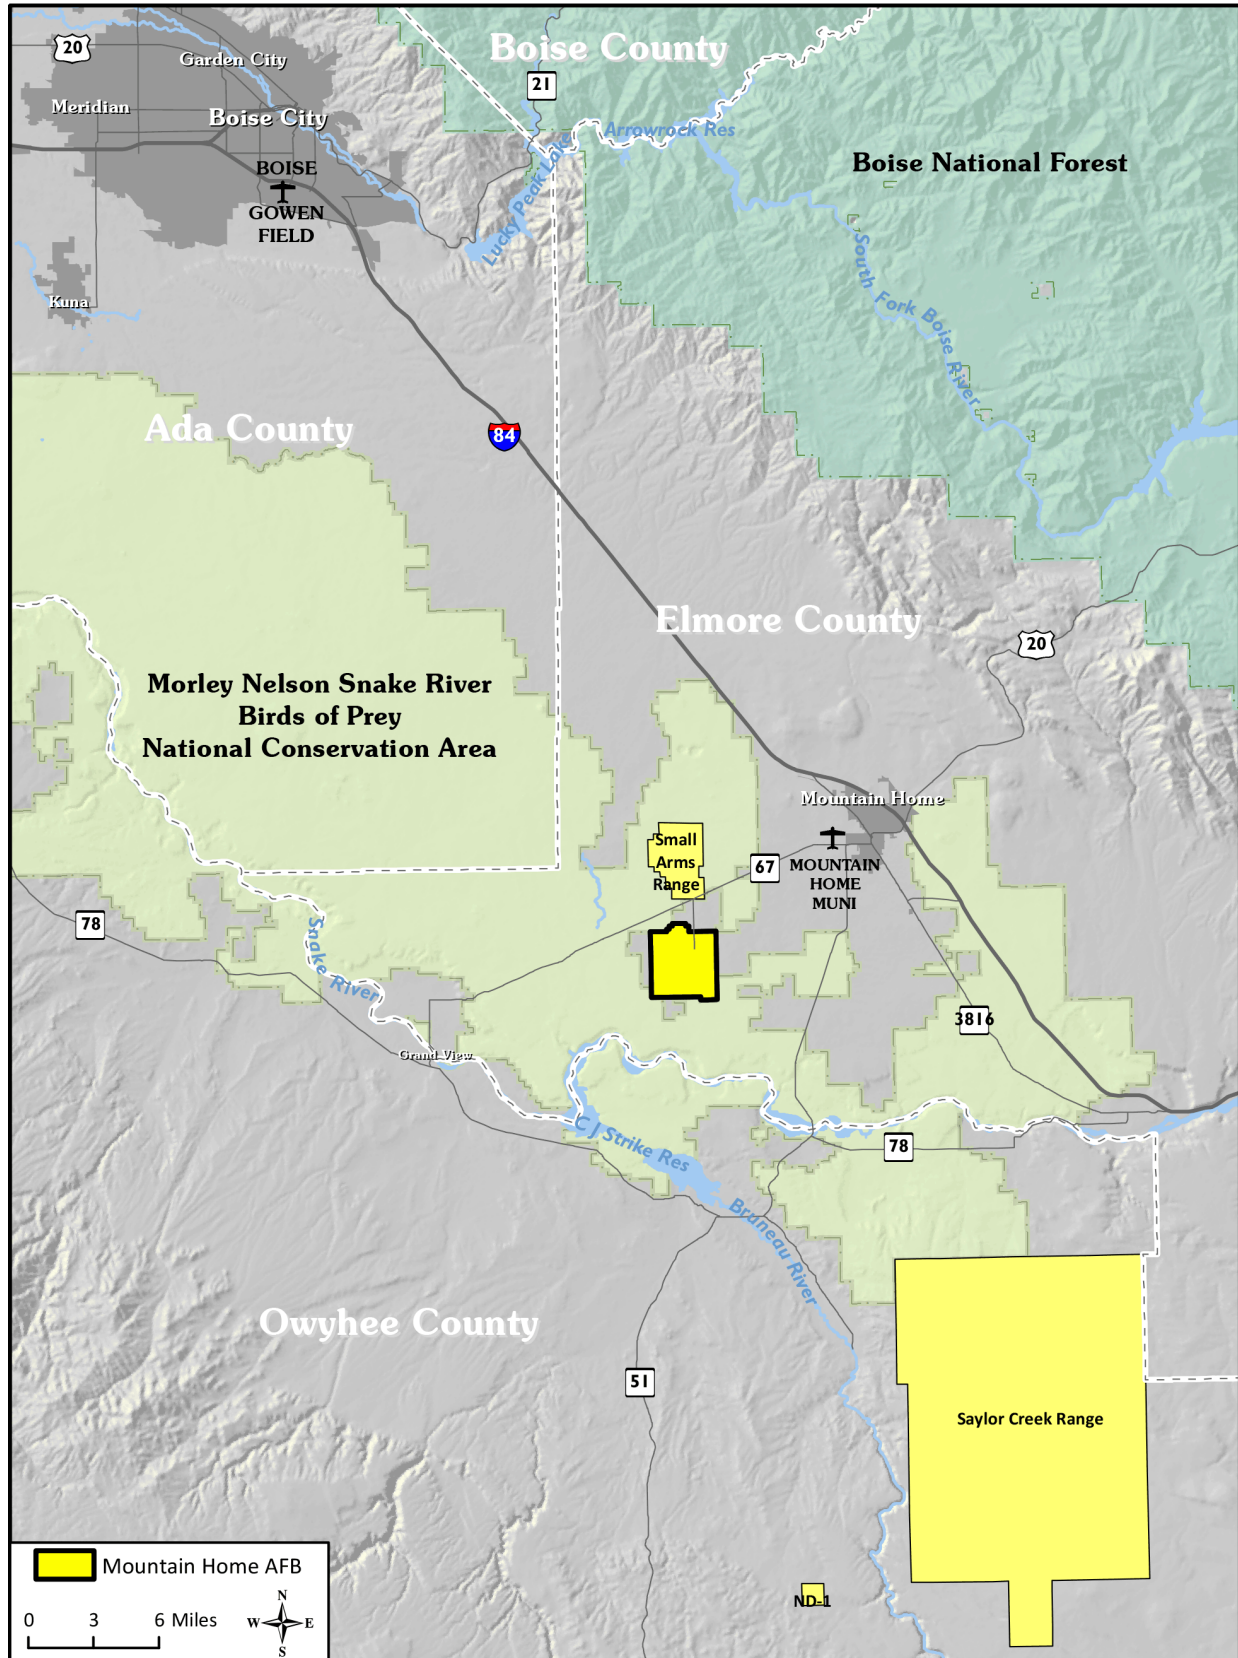 Boise County
20
Garden City
21
Meridian
Boise City
Arrowrock Res
Boise National Forest
BOISE
GOWEN
FIELD
Lucky Peak Lake
South Fork Boise River
Kuna
Ada County
84
Elmore County
20
Morley Nelson Snake River
Birds of Prey
National Conservation Area
Mountain Home
Small
Arms
Range
67
MOUNTAIN
HOME
MUNI
78
Snake River
3816
Grand View
C J Strike Res
78
Bruneau River
Owyhee County
51
Saylor Creek Range
ND-1
Mountain Home AFB
0 3 6 Miles
N
W E
S